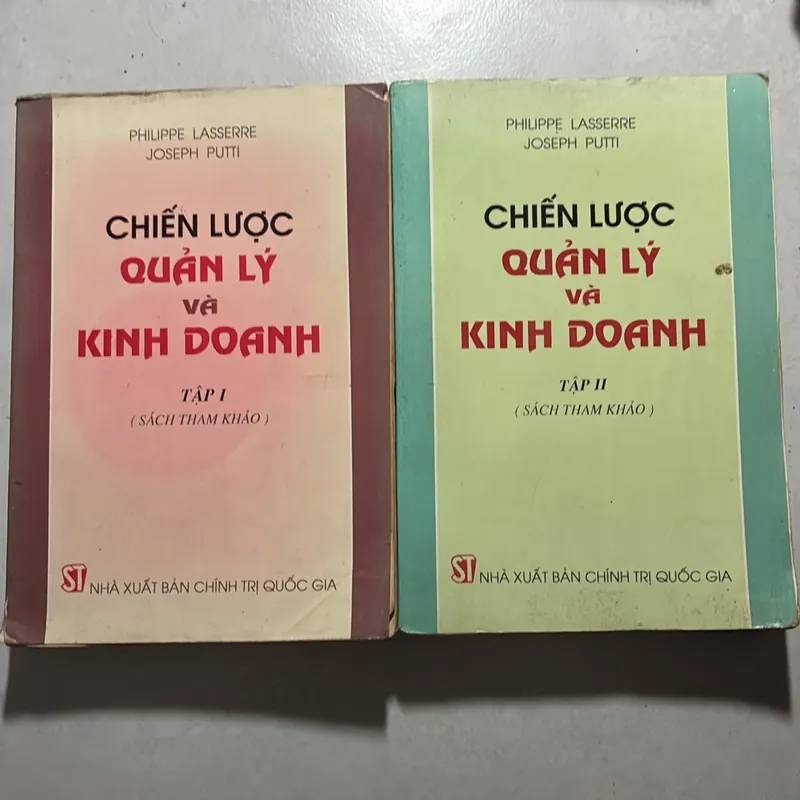 PHILIPPE LASSERRE
JOSEPH PUTTI
CHIẾN LƯỢC
QUẢN LÝ
VÀ
KINH DOANH
TẬP I
( SÁCH THAM KHẢO )
ST NHÀ XUẤT BẢN CHÍNH TRỊ QUỐC GIA
PHILIPPE LASSERRE
JOSEPH PUTTI
CHIẾN LƯỢC
QUẢN LÝ
VÀ
KINH DOANH
TẬP II
( SÁCH THAM KHẢO )
ST NHÀ XUẤT BẢN CHÍNH TRỊ QUỐC GIA